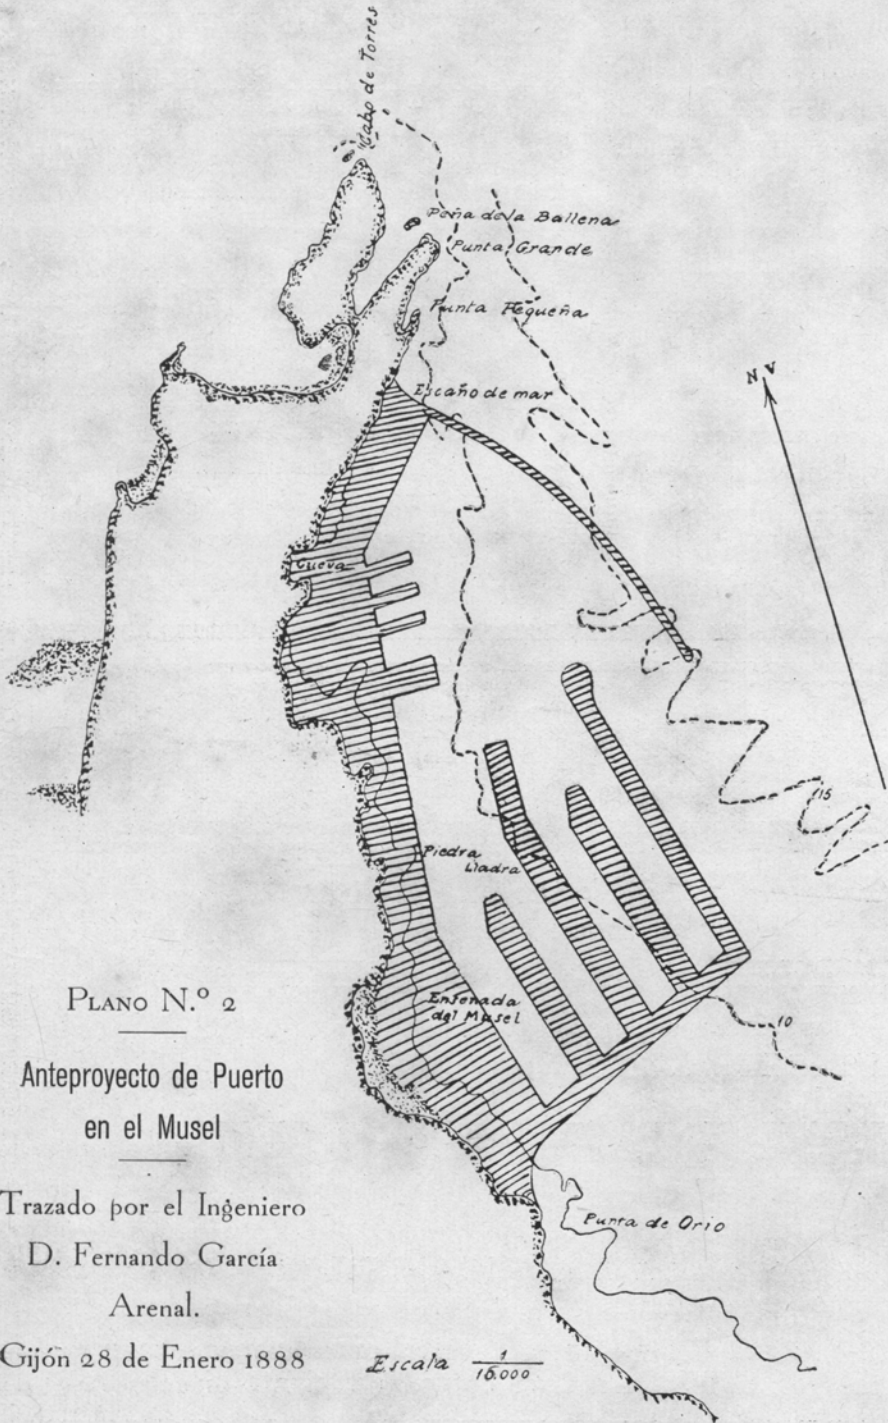 Cabo de Torres
Peña de la Ballena
Punta Grande
Punta Pequeña
Escaño de mar
N V
Cueva
15
Piedra
Lladra
Ensenada
del Musel
10
Punta de Orio
PLANO N.º 2
Anteproyecto de Puerto
en el Musel
Trazado por el Ingeniero
D. Fernando García
Arenal.
Gijón 28 de Enero 1888
Escala 1/15.000